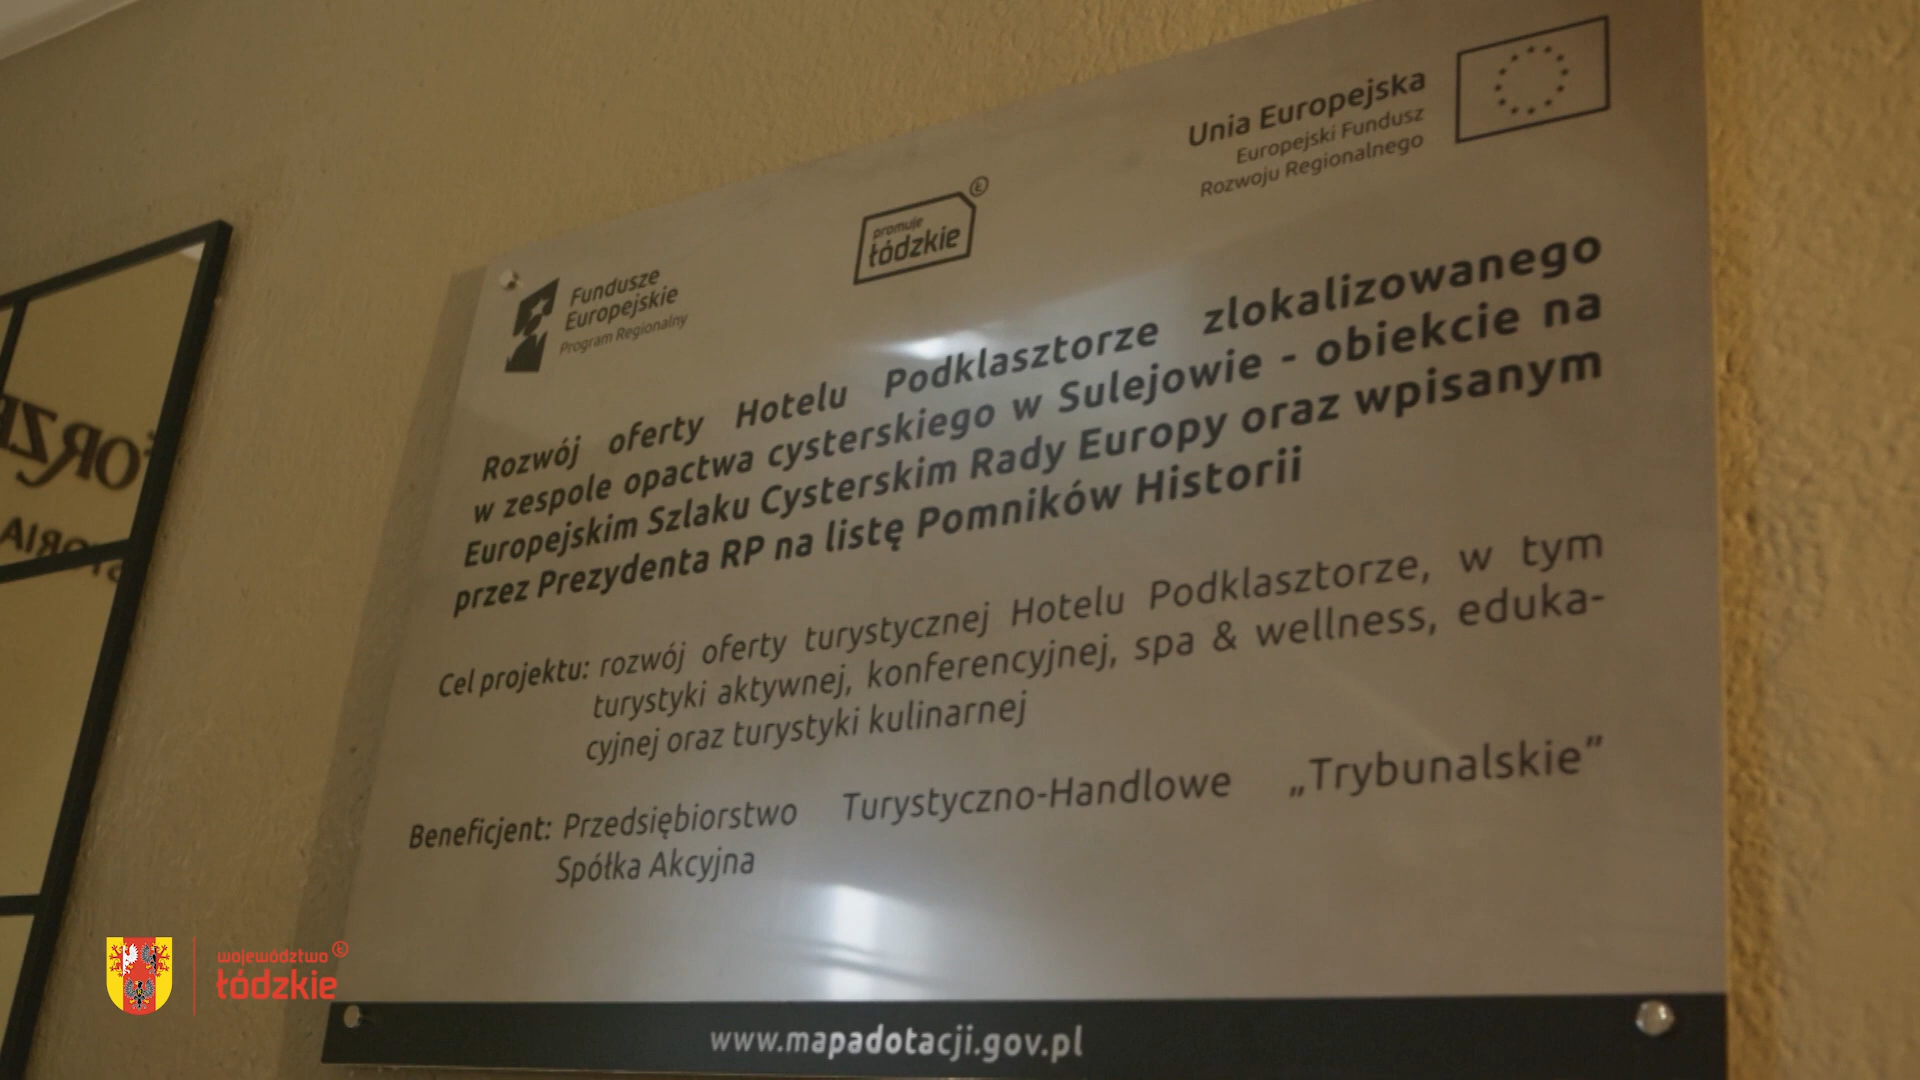 Unia Europejska
Europejski Fundusz
Rozwoju Regionalnego
promuje
łódzkie
Fundusze
Europejskie
Program Regionalny
Rozwój oferty Hotelu Podklasztorze zlokalizowanego
w zespole opactwa cysterskiego w Sulejowie - obiekcie na
Europejskim Szlaku Cysterskim Rady Europy oraz wpisanym
przez Prezydenta RP na listę Pomników Historii
Cel projektu: rozwój oferty turystycznej Hotelu Podklasztorze, w tym
turystyki aktywnej, konferencyjnej, spa & wellness, eduka-
cyjnej oraz turystyki kulinarnej
Beneficjent: Przedsiębiorstwo Turystyczno-Handlowe „Trybunalskie”
Spółka Akcyjna
www.mapadotacji.gov.pl
województwo
łódzkie